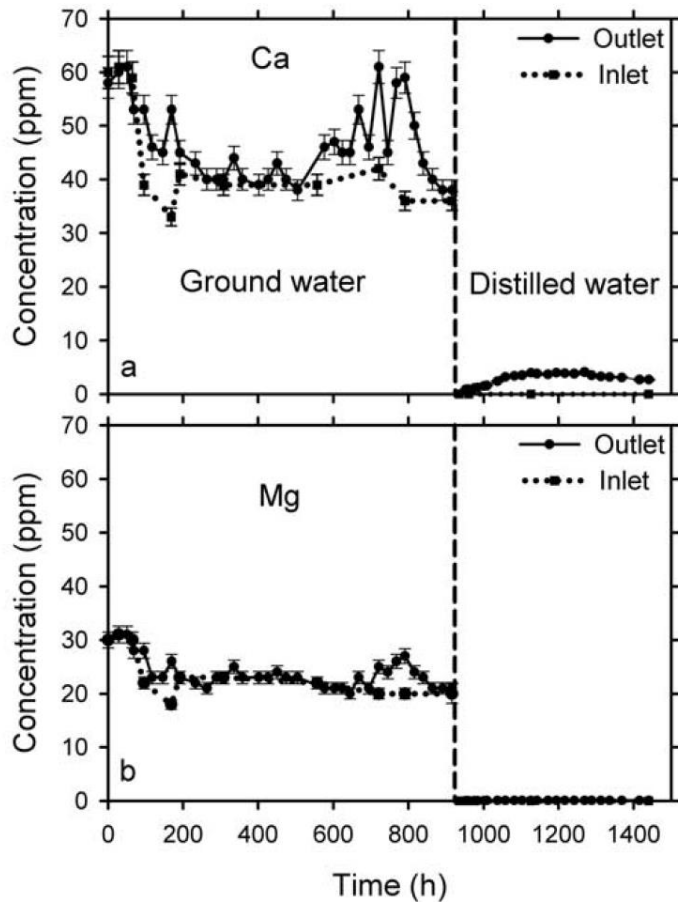 70
60
50
40
30
20
10
0
Concentration (ppm)
Ca
Outlet
Inlet
Ground water
Distilled water
a
70
60
50
40
30
20
10
0
Concentration (ppm)
Mg
Outlet
Inlet
b
0 200 400 600 800 1000 1200 1400
Time (h)